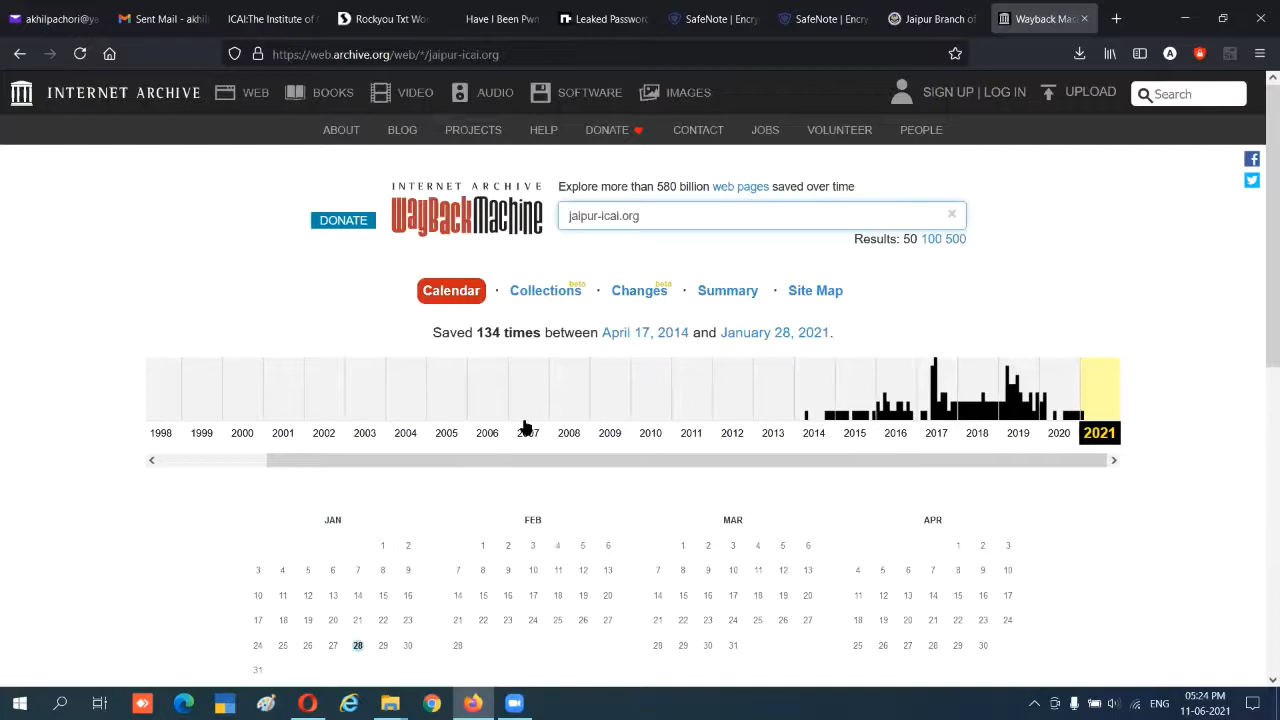 akhilpachori@
Sent Mail - akhil
ICAI:The Institute of
Rockyou Txt Wo
Have I Been Pwn
Leaked Password
SafeNote | Encry
SafeNote | Encry
Jaipur Branch of
Wayback Mac
https://web.archive.org/web/*/jaipur-icai.org
INTERNET ARCHIVE
WEB
BOOKS
VIDEO
AUDIO
SOFTWARE
IMAGES
SIGN UP | LOG IN
UPLOAD
Search
ABOUT
BLOG
PROJECTS
HELP
DONATE
CONTACT
JOBS
VOLUNTEER
PEOPLE
DONATE
INTERNET ARCHIVE
WayBackMachine
Explore more than 580 billion web pages saved over time
jaipur-icai.org
Results: 50 100 500
Calendar · Collections beta · Changes beta · Summary · Site Map
Saved 134 times between April 17, 2014 and January 28, 2021.
1998 1999 2000 2001 2002 2003 2004 2005 2006 2007 2008 2009 2010 2011 2012 2013 2014 2015 2016 2017 2018 2019 2020 2021
JAN
1 2
3 4 5 6 7 8 9
10 11 12 13 14 15 16
17 18 19 20 21 22 23
24 25 26 27 28 29 30
31
FEB
1 2 3 4 5 6
7 8 9 10 11 12 13
14 15 16 17 18 19 20
21 22 23 24 25 26 27
28
MAR
1 2 3 4 5 6
7 8 9 10 11 12 13
14 15 16 17 18 19 20
21 22 23 24 25 26 27
28 29 30 31
APR
1 2 3
4 5 6 7 8 9 10
11 12 13 14 15 16 17
18 19 20 21 22 23 24
25 26 27 28 29 30
05:24 PM
11-06-2021